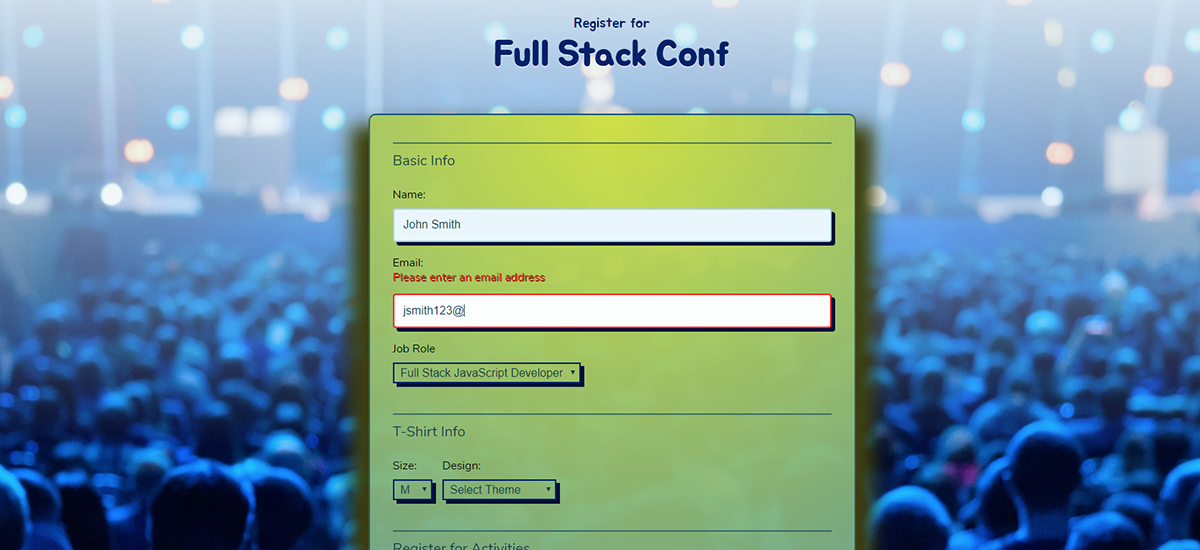 Register for
Full Stack Conf
Basic Info
Name:
John Smith
Email:
Please enter an email address
jsmith123@
Job Role
Full Stack JavaScript Developer
T-Shirt Info
Size: Design:
M Select Theme
Register for Activities